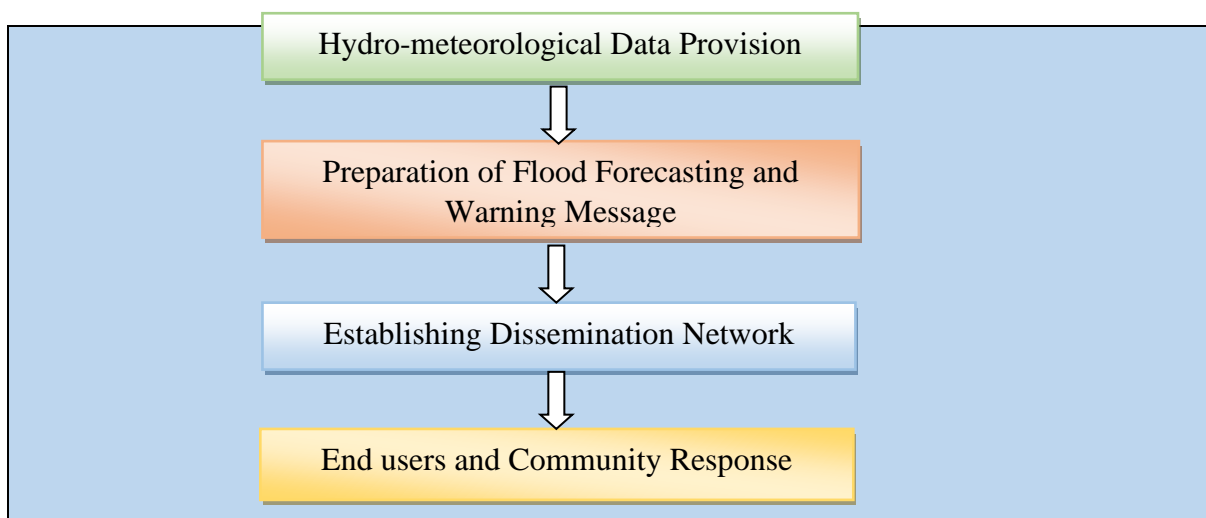 Hydro-meteorological Data Provision
Preparation of Flood Forecasting and
Warning Message
Establishing Dissemination Network
End users and Community Response